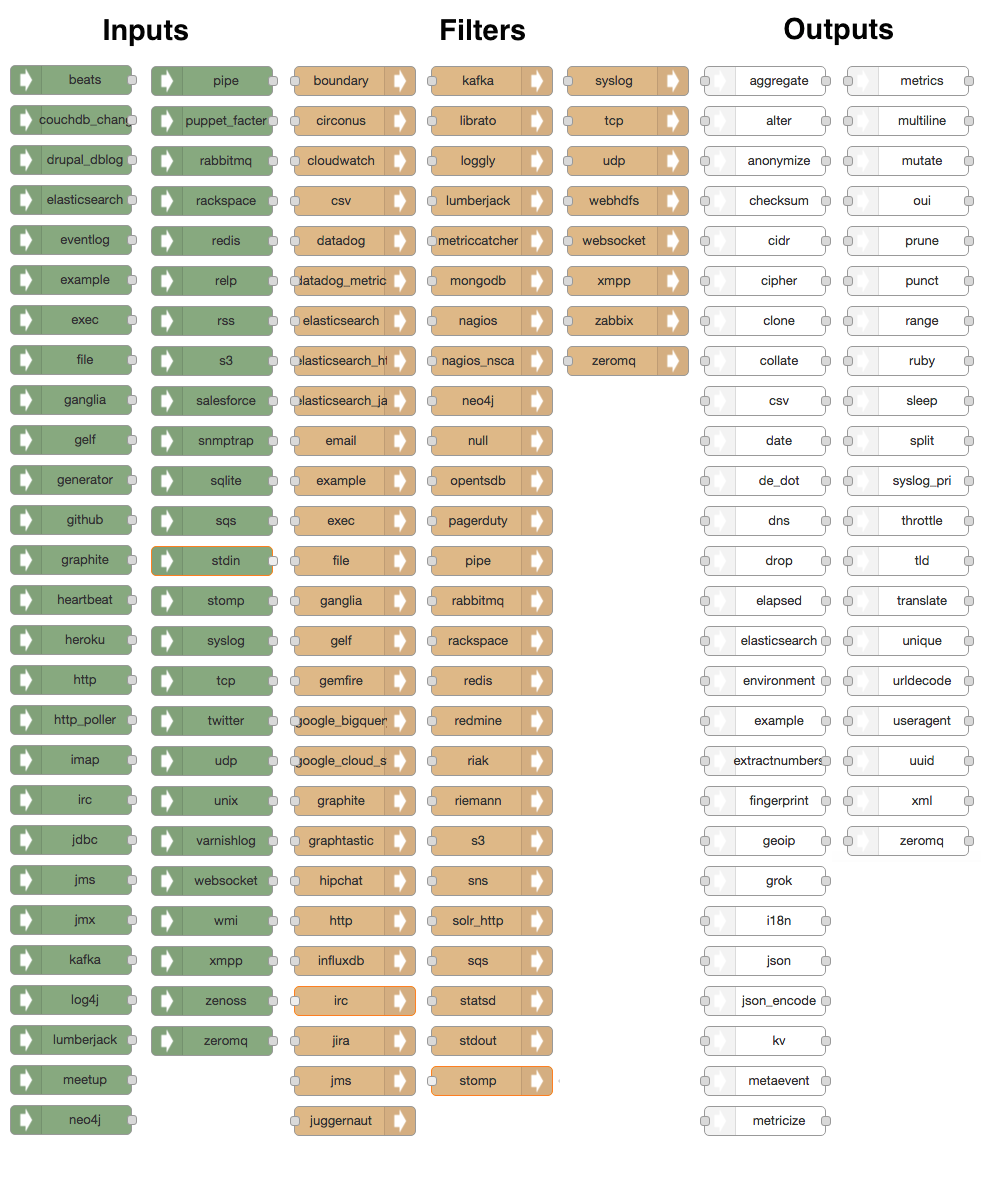 Inputs
Filters
Outputs
beats
couchdb_chang
drupal_dblog
elasticsearch
eventlog
example
exec
file
ganglia
gelf
generator
github
graphite
heartbeat
heroku
http
http_poller
imap
irc
jdbc
jms
jmx
kafka
log4j
lumberjack
meetup
neo4j
pipe
puppet_facter
rabbitmq
rackspace
redis
relp
rss
s3
salesforce
snmptrap
sqlite
sqs
stdin
stomp
syslog
tcp
twitter
udp
unix
varnishlog
websocket
wmi
xmpp
zenoss
zeromq
boundary
circonus
cloudwatch
csv
datadog
datadog_metric
elasticsearch
elasticsearch_ht
elasticsearch_ja
email
example
exec
file
ganglia
gelf
gemfire
google_bigquery
google_cloud_s
graphite
graphtastic
hipchat
http
influxdb
irc
jira
jms
juggernaut
kafka
librato
loggly
lumberjack
metriccatcher
mongodb
nagios
nagios_nsca
neo4j
null
opentsdb
pagerduty
pipe
rabbitmq
rackspace
redis
redmine
riak
riemann
s3
sns
solr_http
sqs
statsd
stdout
stomp
syslog
tcp
udp
webhdfs
websocket
xmpp
zabbix
zeromq
aggregate
alter
anonymize
checksum
cidr
cipher
clone
collate
csv
date
de_dot
dns
drop
elapsed
elasticsearch
environment
example
extractnumbers
fingerprint
geoip
grok
i18n
json
json_encode
kv
metaevent
metricize
metrics
multiline
mutate
oui
prune
punct
range
ruby
sleep
split
syslog_pri
throttle
tld
translate
unique
urldecode
useragent
uuid
xml
zeromq